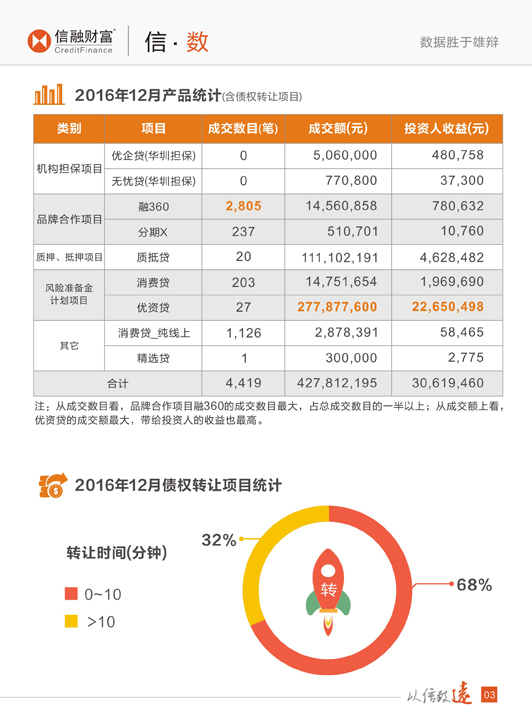 信融财富®
CreditFinance
信·数
数据胜于雄辩
2016年12月产品统计(含债权转让项目)
类别 项目 成交数目(笔) 成交额(元) 投资人收益(元)
机构担保项目 优企贷(华圳担保) 0 5,060,000 480,758
无忧贷(华圳担保) 0 770,800 37,300
品牌合作项目 融360 2,805 14,560,858 780,632
分期X 237 510,701 10,760
质押、抵押项目 质抵贷 20 111,102,191 4,628,482
风险准备金
计划项目
消费贷 203 14,751,654 1,969,690
优资贷 27 277,877,600 22,650,498
其它 消费贷_纯线上 1,126 2,878,391 58,465
精选贷 1 300,000 2,775
合计 4,419 427,812,195 30,619,460
注：从成交数目看，品牌合作项目融360的成交数目最大，占总成交数目的一半以上；从成交额上看，
优资贷的成交额最大，带给投资人的收益也最高。
2016年12月债权转让项目统计
32%
转让时间(分钟)
0~10
>10
转
68%
以信致远
03